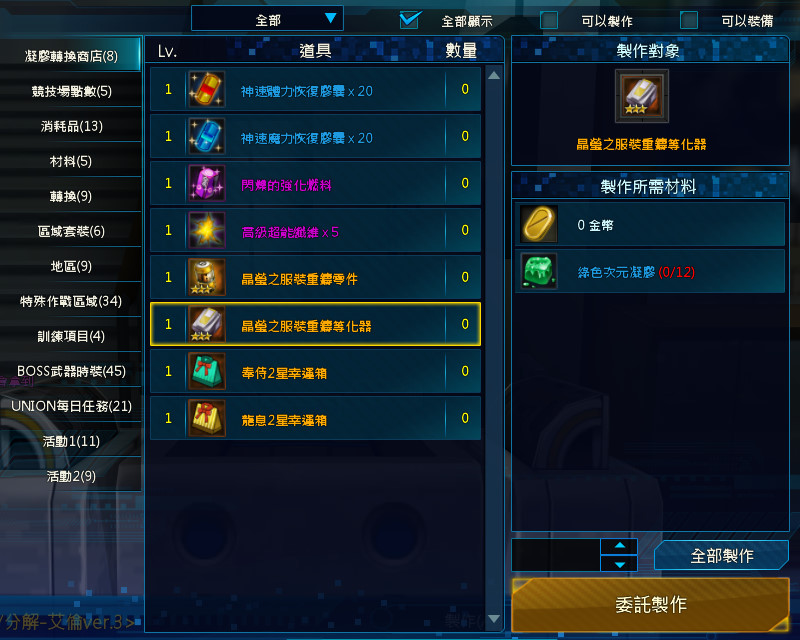 全部 ▼ 全部顯示 可以製作 可以裝備
凝膠轉換商店(8)
競技場點數(5)
消耗品(13)
材料(5)
轉換(9)
區域套裝(6)
地區(9)
特殊作戰區域(34)
訓練項目(4)
BOSS武器時裝(45)
UNION每日任務(21)
活動1(11)
活動2(9)
Lv. 道具 數量
1 神速體力恢復膠囊 x 20 0
1 神速魔力恢復膠囊 x 20 0
1 閃爍的強化燃料 0
1 高級超能纖維 x 5 0
1 晶瑩之服裝重鑄零件 0
1 晶瑩之服裝重鑄等化器 0
1 奉侍2星幸運箱 0
1 龍息2星幸運箱 0
製作對象
晶瑩之服裝重鑄等化器
製作所需材料
0 金幣
綠色次元凝膠 (0/12)
全部製作
委託製作
/分解-艾倫ver.3>